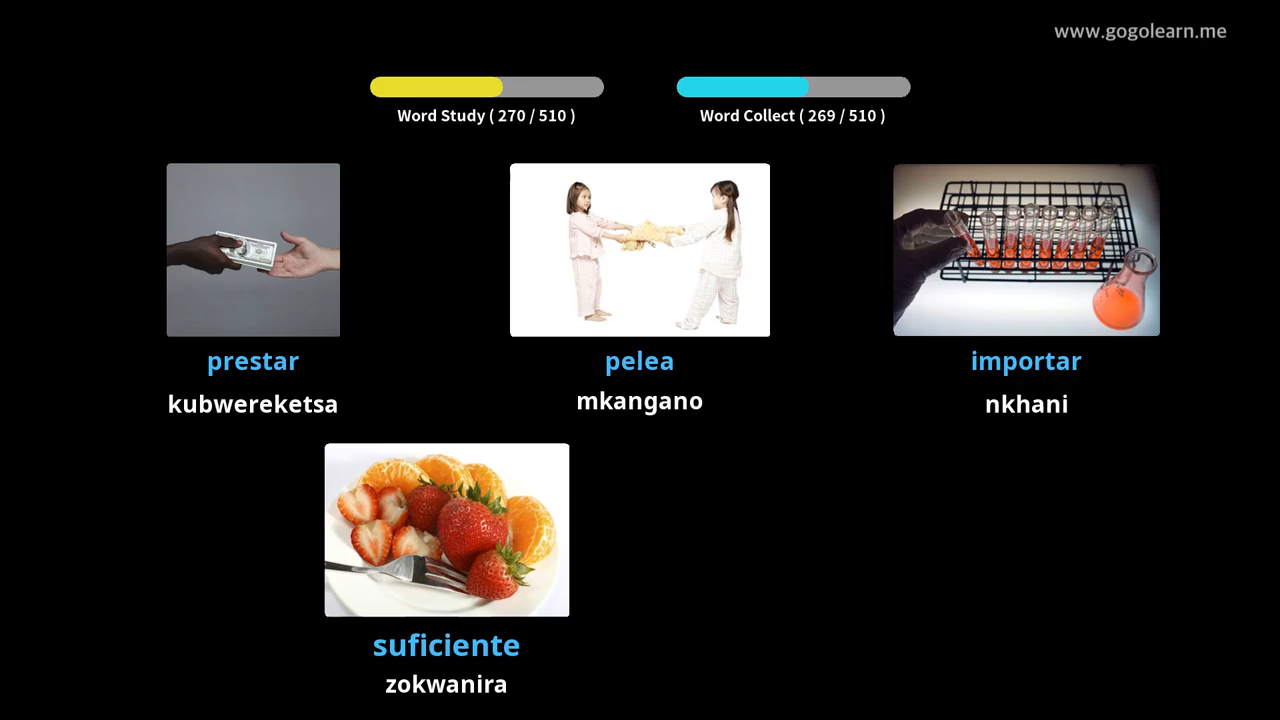 www.gogolearn.me
Word Study ( 270 / 510 )
Word Collect ( 269 / 510 )
prestar
kubwereketsa
pelea
mkangano
importar
nkhani
suficiente
zokwanira